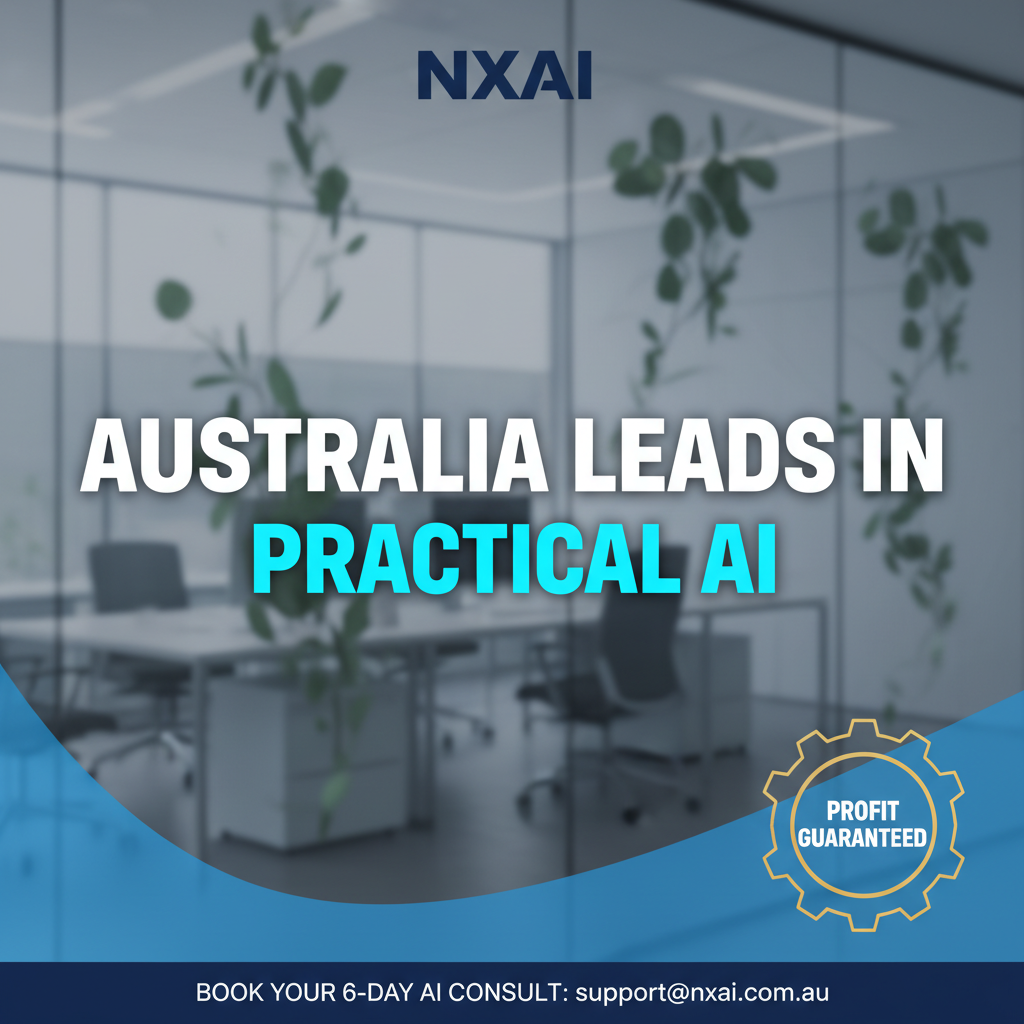 NXAI
AUSTRALIA LEADS IN
PRACTICAL AI
PROFIT
GUARANTEED
BOOK YOUR 6-DAY AI CONSULT: support@nxai.com.au